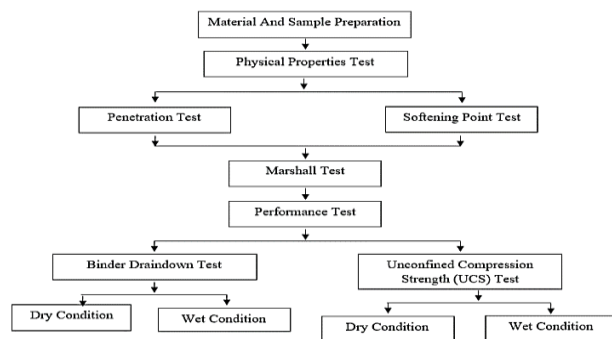 Material And Sample Preparation
Physical Properties Test
Penetration Test
Softening Point Test
Marshall Test
Performance Test
Binder Draindown Test
Unconfined Compression
Strength (UCS) Test
Dry Condition
Wet Condition
Dry Condition
Wet Condition